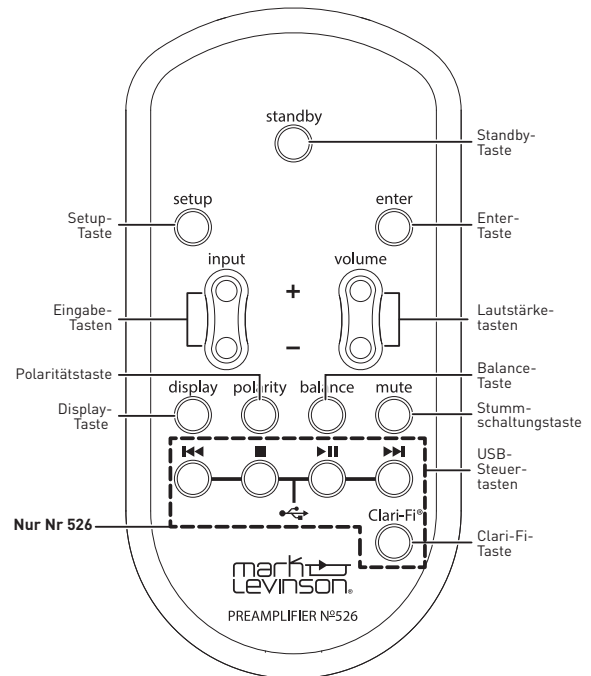 standby
Standby-
Taste
setup
enter
Setup-
Taste
Enter-
Taste
input
volume
+
Eingabe-
Tasten
Lautstärke-
tasten
–
Polaritätstaste
Balance-
Taste
display polarity balance mute
Display-
Taste
Stumm-
schaltungstaste
USB-
Steuer-
tasten
Nur Nr 526
Clari-Fi®
Clari-Fi-
Taste
mark
Levinson®
PREAMPLIFIER Nº526